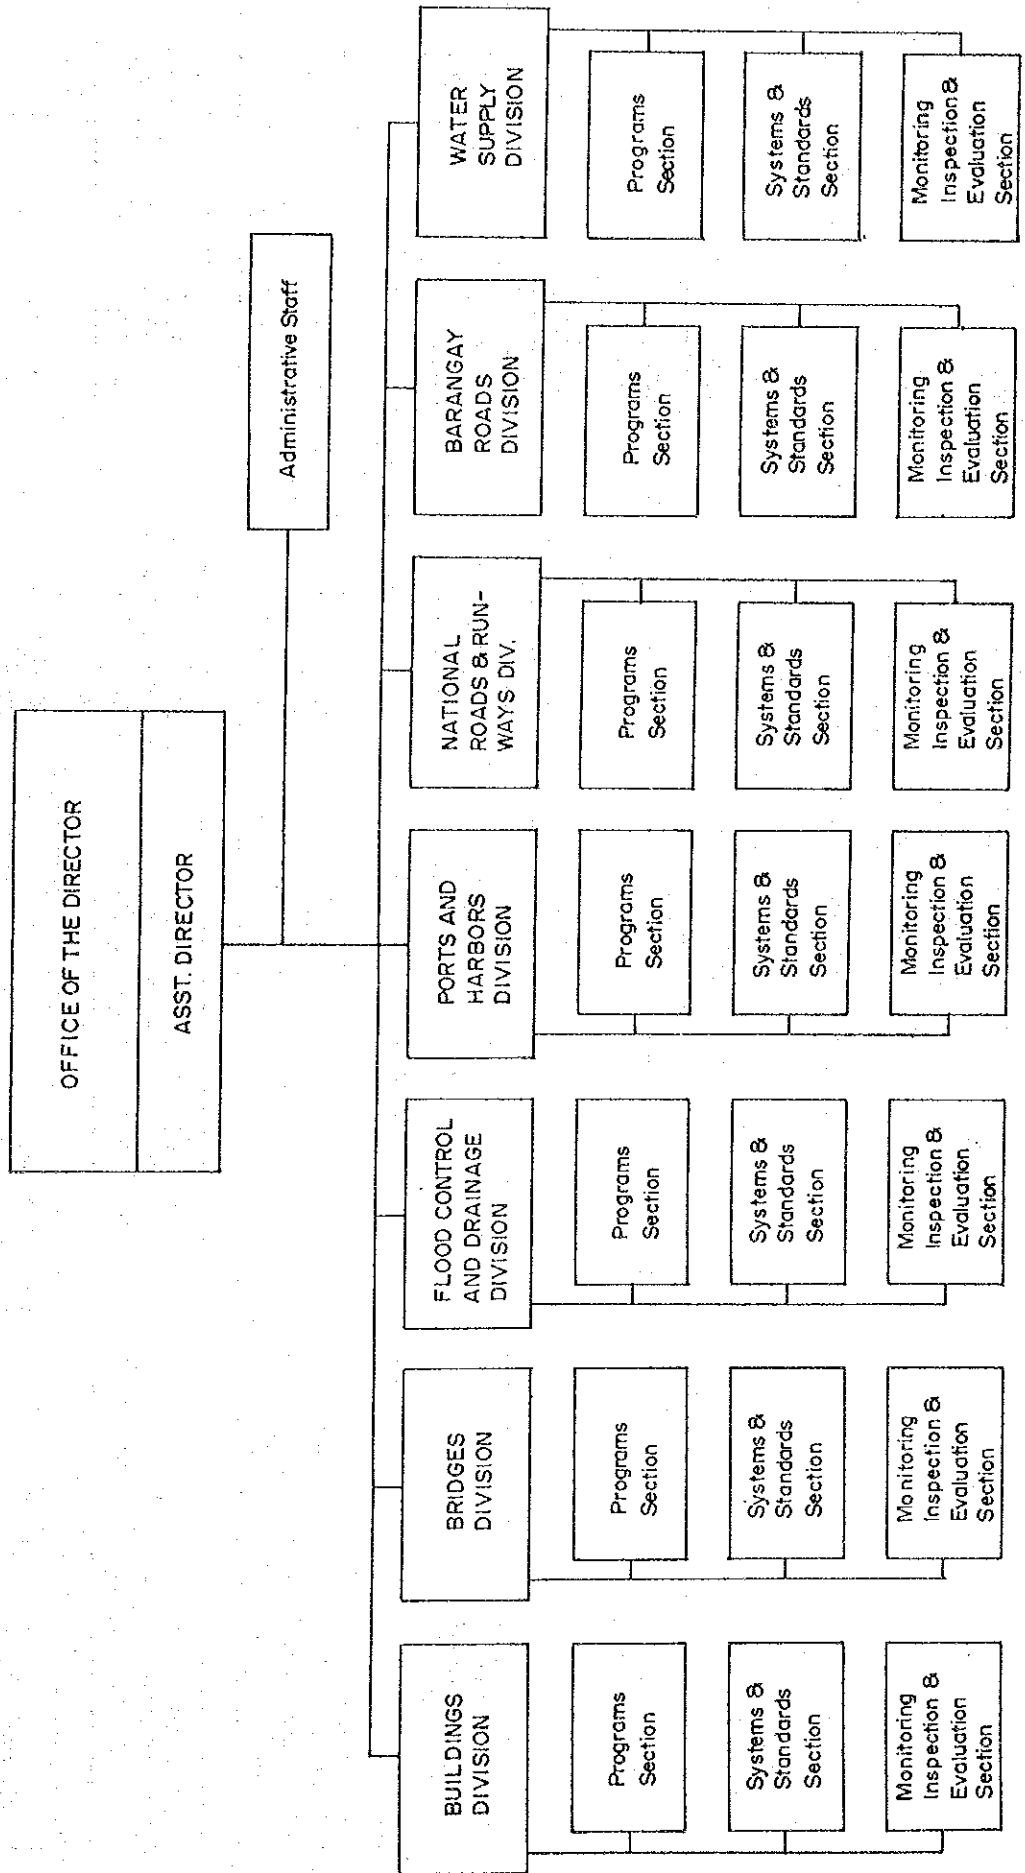 OFFICE OF THE DIRECTOR
ASST. DIRECTOR
Administrative Staff
BUILDINGS
DIVISION
Programs
Section
Systems &
Standards
Section
Monitoring
Inspection &
Evaluation
Section
BRIDGES
DIVISION
Programs
Section
Systems &
Standards
Section
Monitoring
Inspection &
Evaluation
Section
FLOOD CONTROL
AND DRAINAGE
DIVISION
Programs
Section
Systems &
Standards
Section
Monitoring
Inspection &
Evaluation
Section
PORTS AND
HARBORS
DIVISION
Programs
Section
Systems &
Standards
Section
Monitoring
Inspection &
Evaluation
Section
NATIONAL
ROADS & RUN-
WAYS DIV.
Programs
Section
Systems &
Standards
Section
Monitoring
Inspection &
Evaluation
Section
BARANGAY
ROADS
DIVISION
Programs
Section
Systems &
Standards
Section
Monitoring
Inspection &
Evaluation
Section
WATER
SUPPLY
DIVISION
Programs
Section
Systems &
Standards
Section
Monitoring
Inspection &
Evaluation
Section